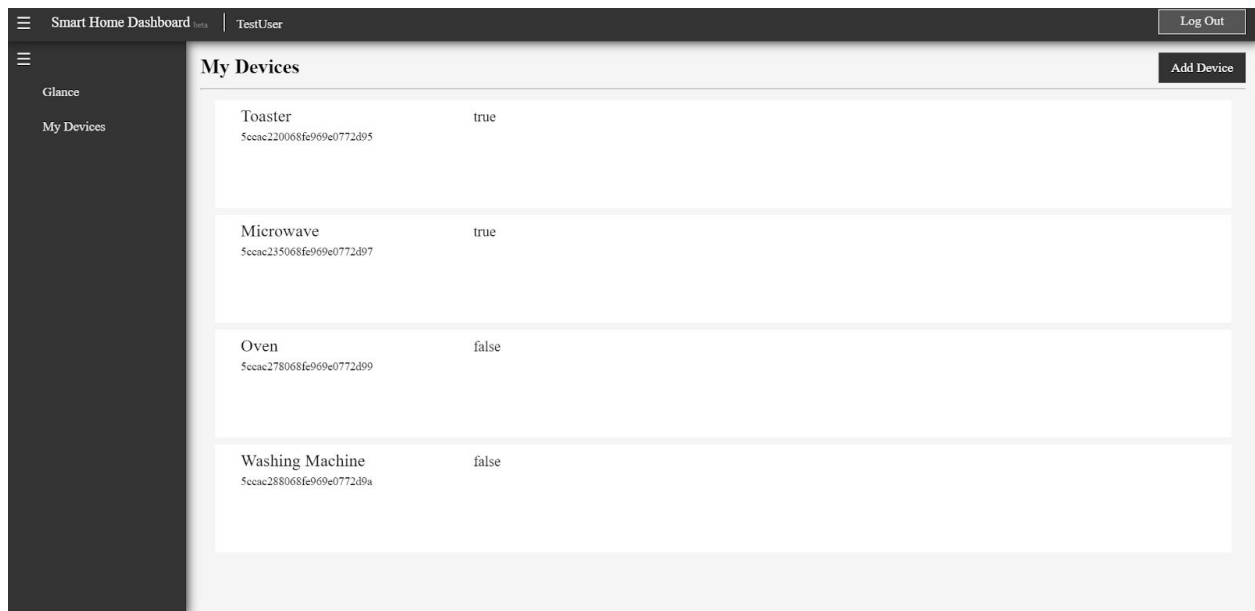 ☰ Smart Home Dashboard beta | TestUser Log Out
☰
Glance
My Devices
My Devices Add Device
Toaster true
5ccac220068fe969e0772d95
Microwave true
5ccac235068fe969e0772d97
Oven false
5ccac278068fe969e0772d99
Washing Machine false
5ccac288068fe969e0772d9a